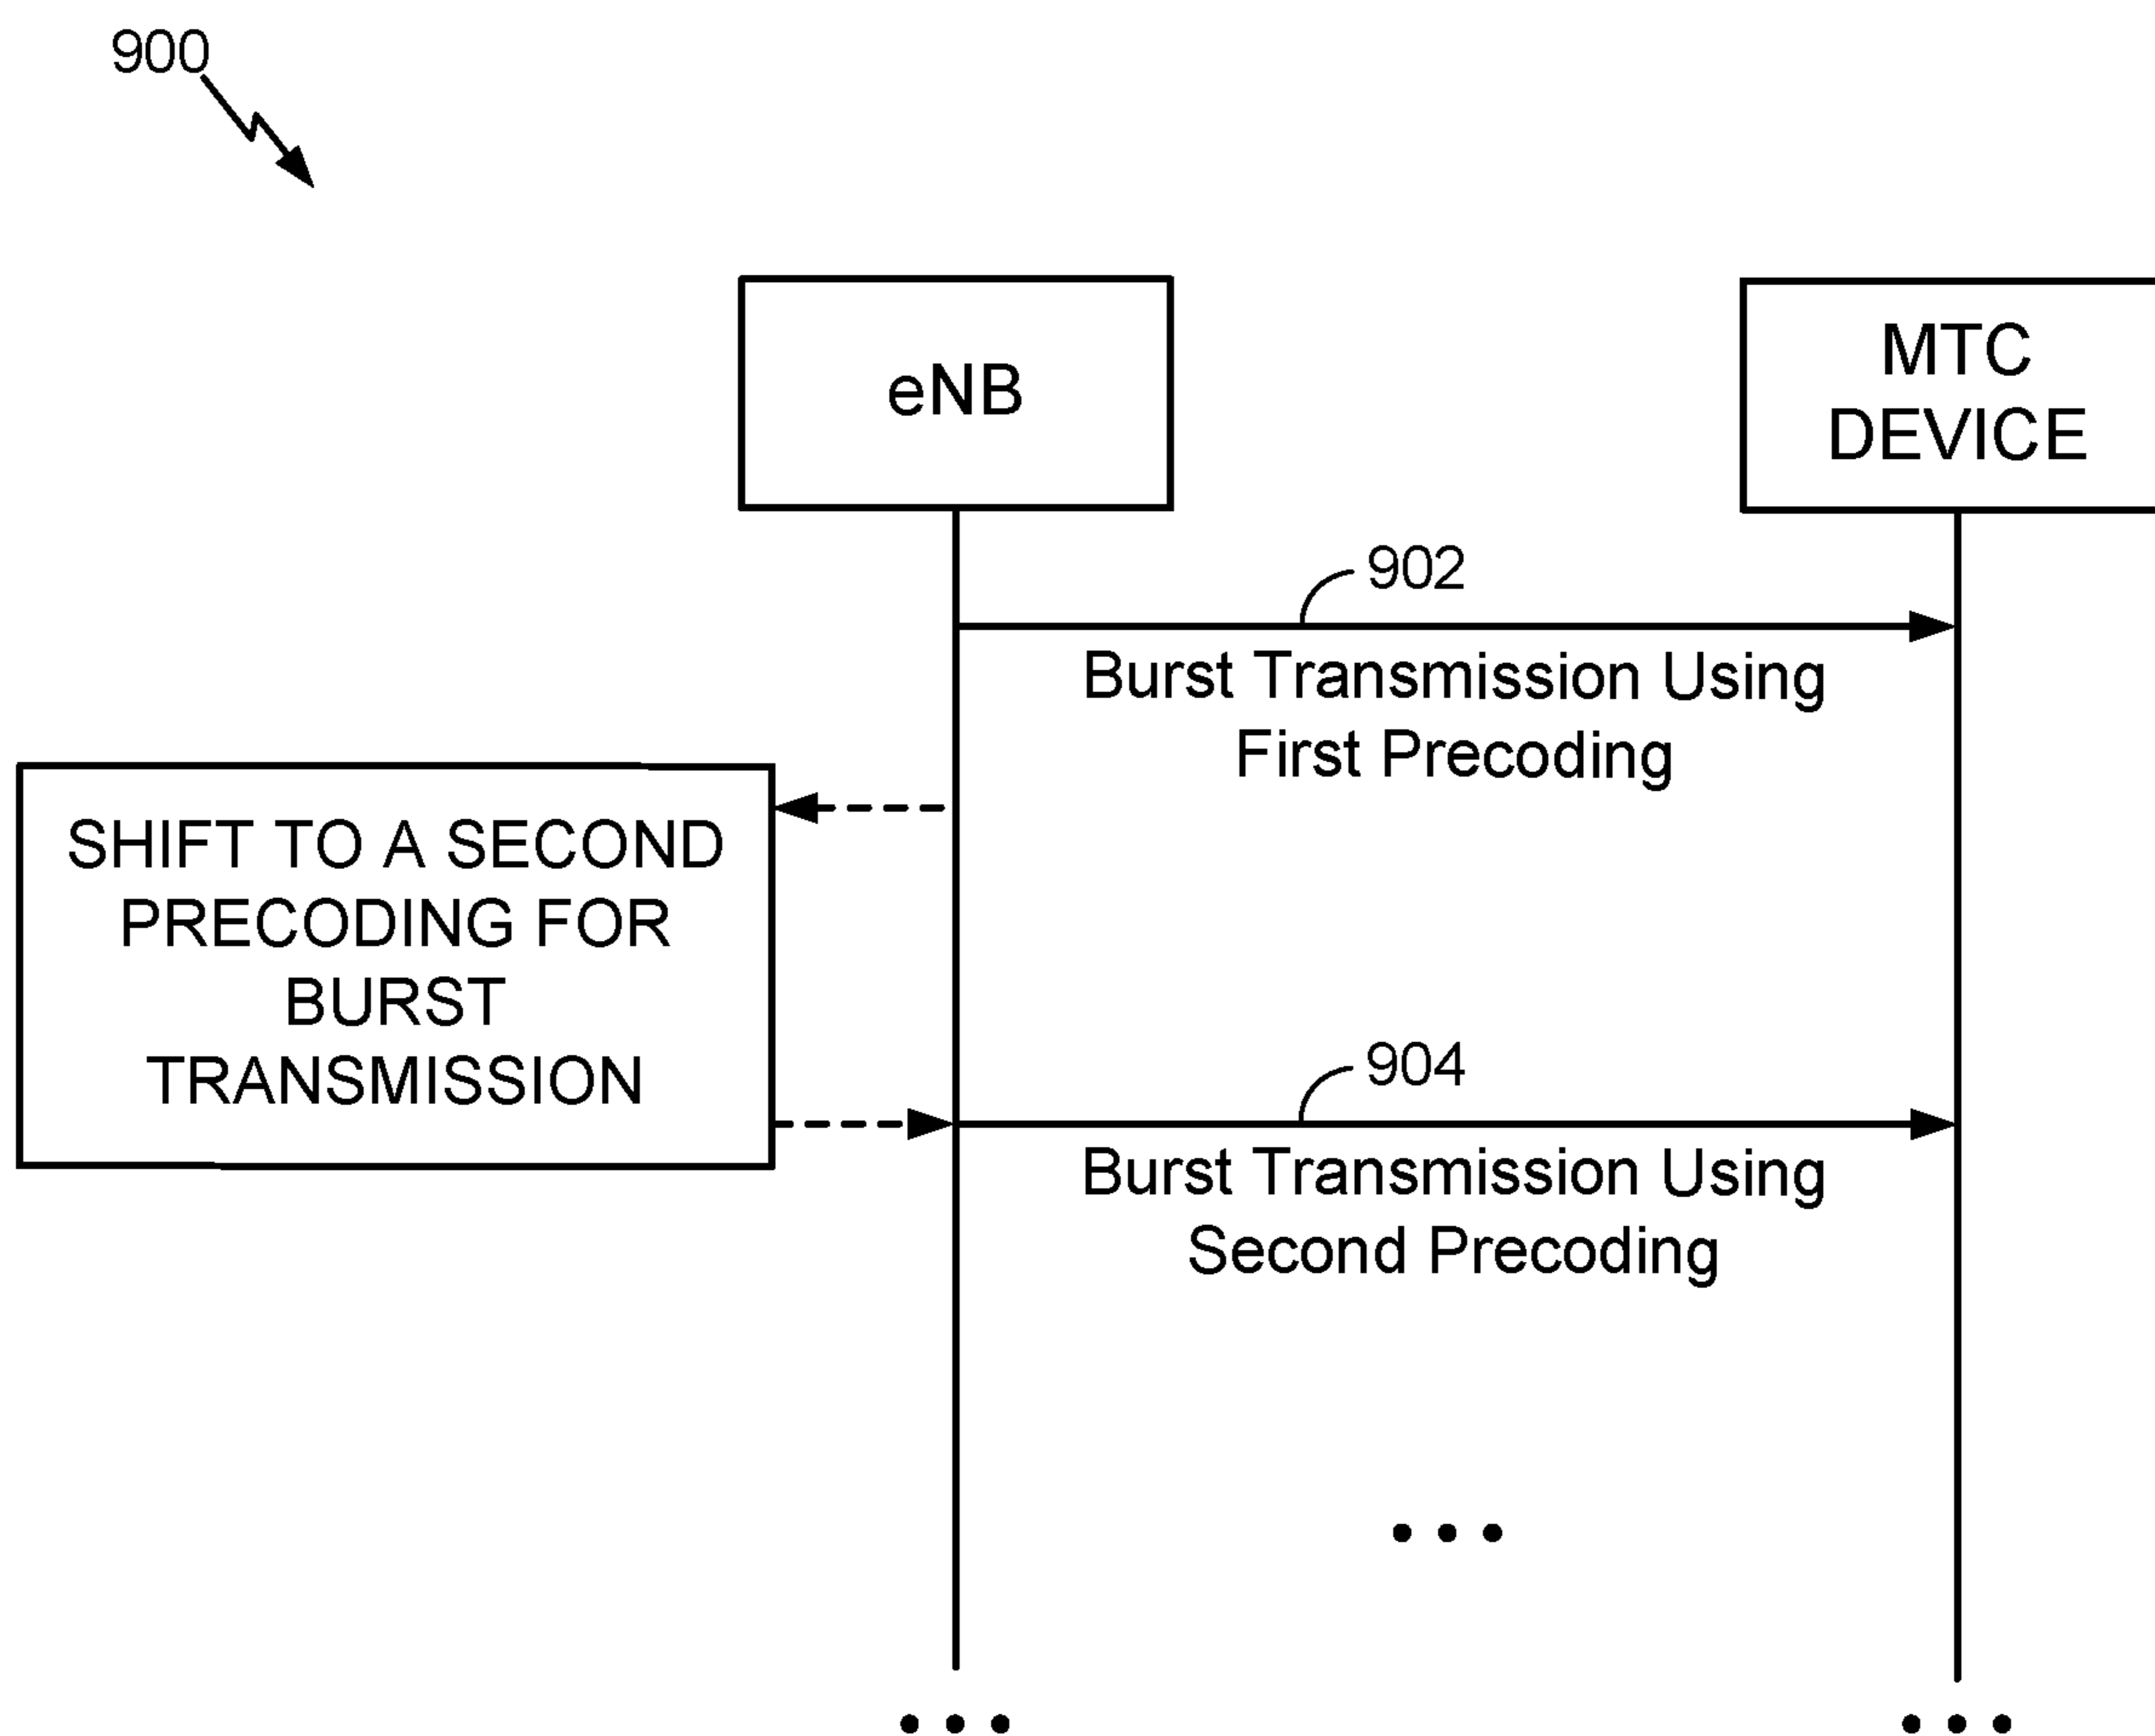 900
eNB
MTC
DEVICE
902
Burst Transmission Using
First Precoding
SHIFT TO A SECOND
PRECODING FOR
BURST
TRANSMISSION
904
Burst Transmission Using
Second Precoding